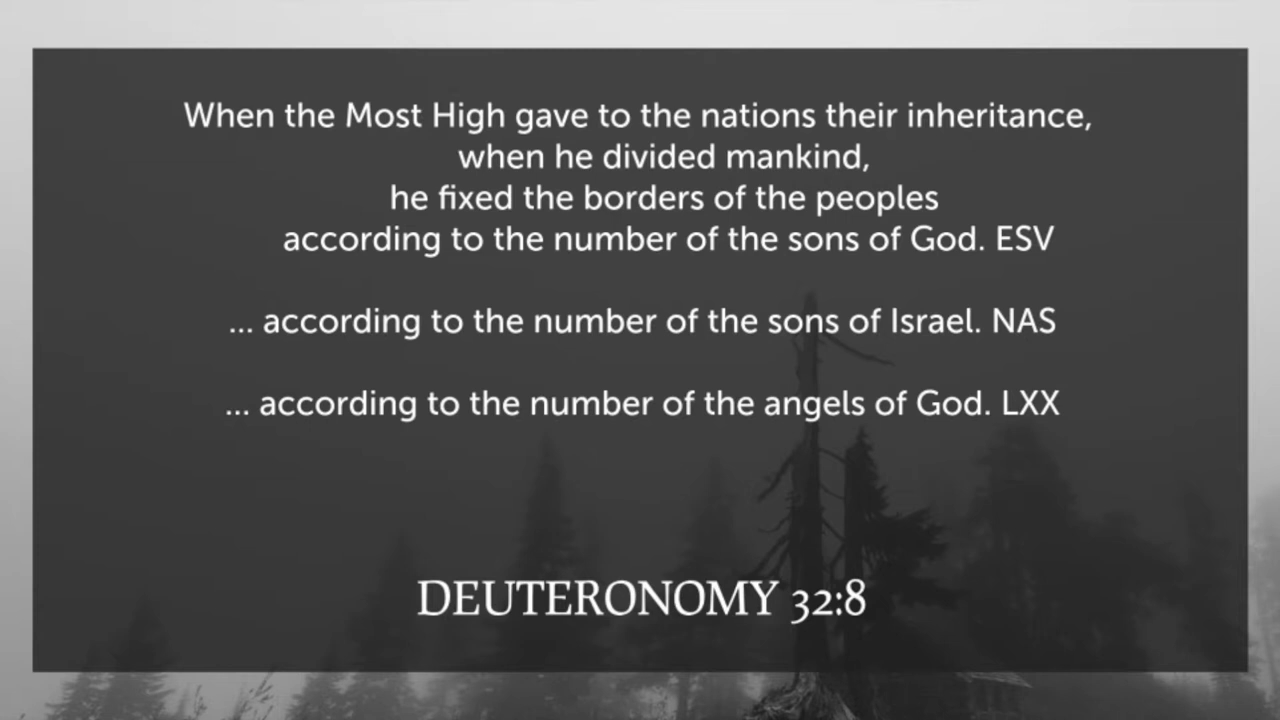 When the Most High gave to the nations their inheritance,
when he divided mankind,
he fixed the borders of the peoples
according to the number of the sons of God. ESV
... according to the number of the sons of Israel. NAS
... according to the number of the angels of God. LXX
DEUTERONOMY 32:8